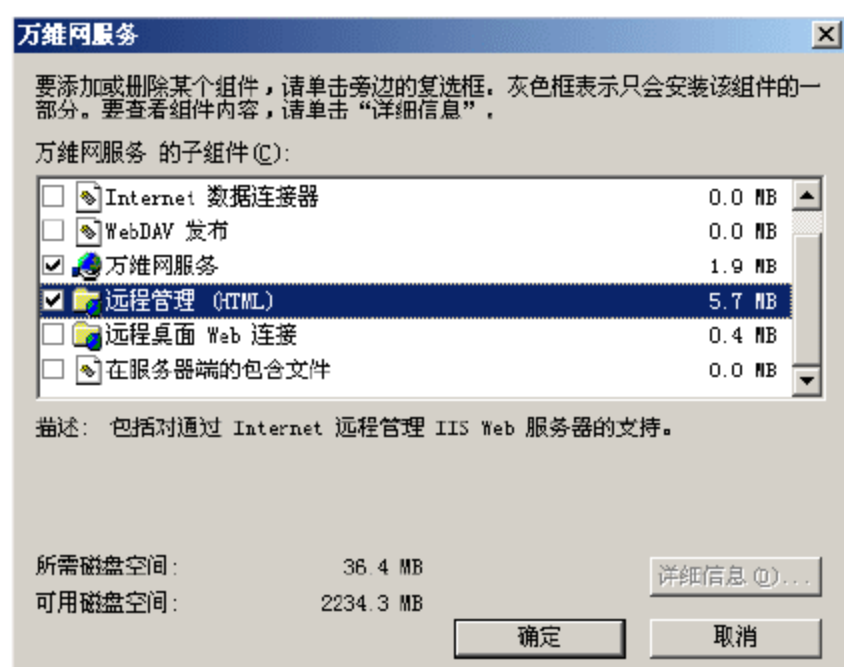 万维网服务
要添加或删除某个组件，请单击旁边的复选框。灰色框表示只会安装该组件的一
部分。要查看组件内容，请单击“详细信息”。
万维网服务 的子组件(C):
Internet 数据连接器 0.0 MB
WebDAV 发布 0.0 MB
万维网服务 1.9 MB
远程管理 (HTML) 5.7 MB
远程桌面 Web 连接 0.4 MB
在服务器端的包含文件 0.0 MB
描述: 包括对通过 Internet 远程管理 IIS Web 服务器的支持。
所需磁盘空间: 36.4 MB
详细信息(D)...
可用磁盘空间: 2234.3 MB
确定 取消